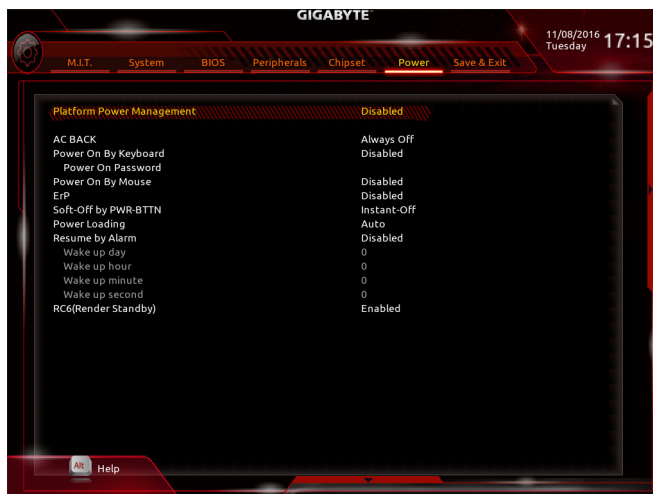 GIGABYTE™
11/08/2016 Tuesday 17:15
M.I.T. System BIOS Peripherals Chipset Power Save & Exit
Platform Power Management Disabled
AC BACK Always Off
Power On By Keyboard Disabled
Power On Password
Power On By Mouse Disabled
ErP Disabled
Soft-Off by PWR-BTTN Instant-Off
Power Loading Auto
Resume by Alarm Disabled
Wake up day 0
Wake up hour 0
Wake up minute 0
Wake up second 0
RC6(Render Standby) Enabled
Alt Help